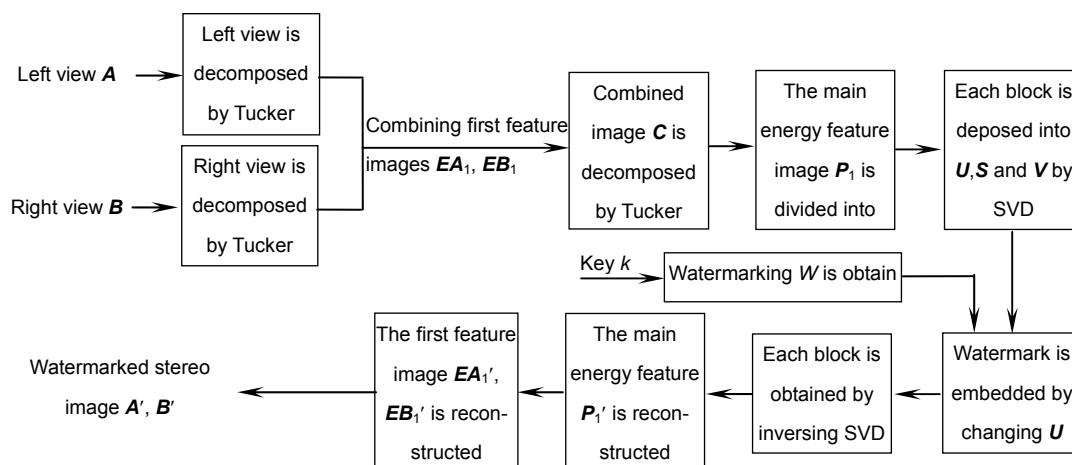 Left view A
Left view is
decomposed
by Tucker
Right view B
Right view is
decomposed
by Tucker
Combining first feature
images EA₁, EB₁
Combined
image C is
decomposed
by Tucker
The main
energy feature
image P₁ is
divided into
Each block is
deposed into
U,S and V by
SVD
Key k
Watermarking W is obtain
Watermark is
embedded by
changing U
Each block is
obtained by
inversing SVD
The main
energy feature
P₁′ is recon-
structed
The first feature
image EA₁′,
EB₁′ is recon-
structed
Watermarked stereo
image A′, B′